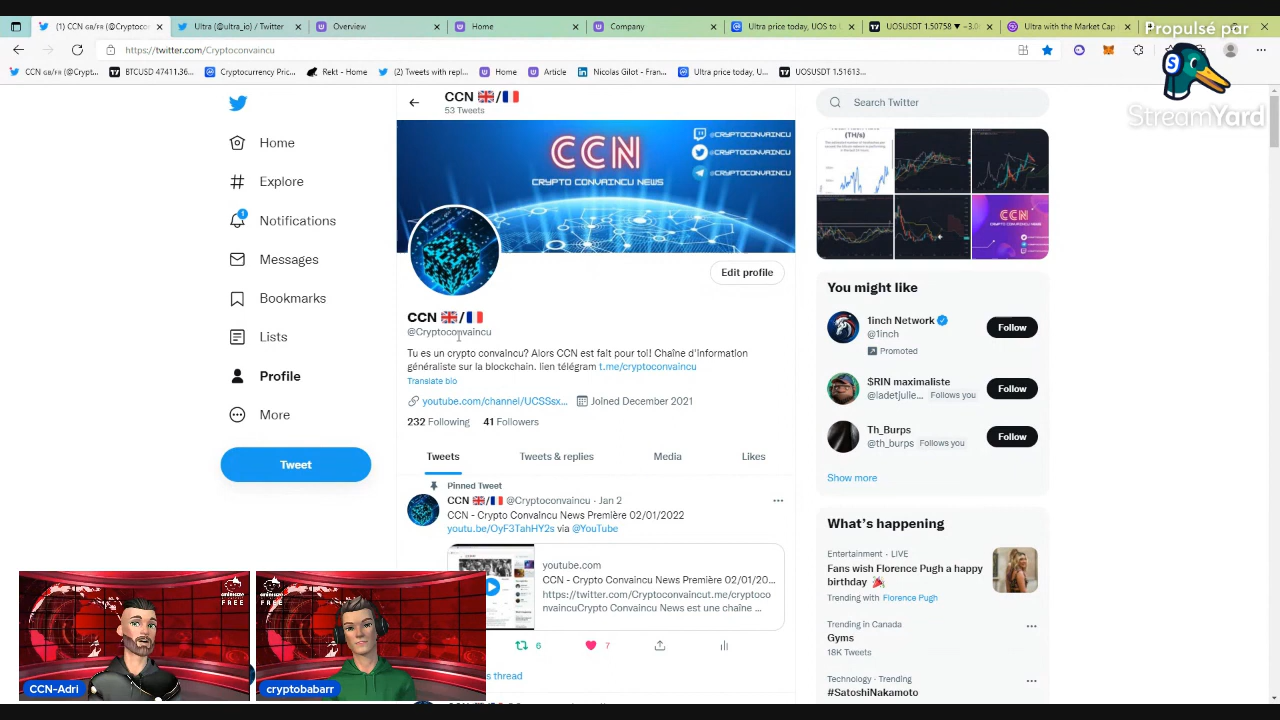 (1) CCN 🇬🇧/🇫🇷 (@Cryptoc
Ultra (@ultra_io) / Twitter
Overview
Home
Company
Ultra price today, UOS to U
UOSUSDT 1.50758 ▼ −3.0
Ultra with the Market Cap
Propulsé par
https://twitter.com/Cryptoconvaincu
CCN GB/FR (@Crypt...
BTCUSD 47411.36...
Cryptocurrency Pric...
Rekt - Home
(2) Tweets with repl...
Home
Article
Nicolas Gilot - Fran...
Ultra price today, U...
UOSUSDT 1.51613...
StreamYard
Home
Explore
Notifications
Messages
Bookmarks
Lists
Profile
More
Tweet
CCN 🇬🇧/🇫🇷
53 Tweets
CCN
CRYPTO CONVAINCU NEWS
@CRYPTOCONVAINCU
@CRYPTOCONVAINCU
@CRYPTOCONVAINCU
Edit profile
CCN 🇬🇧/🇫🇷
@Cryptoconvaincu
Tu es un crypto convaIncu? Alors CCN est fait pour toi! Chaîne d'Information
généraliste sur la blockchain. lien télégram t.me/cryptoconvaincu
Translate bio
youtube.com/channel/UCSSsx... Joined December 2021
232 Following 41 Followers
Tweets Tweets & replies Media Likes
Pinned Tweet
CCN 🇬🇧/🇫🇷 @Cryptoconvaincu · Jan 2
CCN - Crypto ConvaIncu News Première 02/01/2022
youtu.be/OyF3TahHY2s via @YouTube
youtube.com
CCN - Crypto ConvaIncu News Première 02/01/20...
https://twitter.com/Cryptoconvaincut.me/cryptoco
nvaincuCrypto Convaincu News est une chaîne ...
6 7
s thread
Search Twitter
(TH/s)
CCN
You might like
1inch Network
@1inch
Promoted
Follow
$RIN maximaliste
@ladetjulie... Follows you
Follow
Th_Burps
@th_burps Follows you
Follow
Show more
What's happening
Entertainment · LIVE
Fans wish Florence Pugh a happy
birthday 🎉
Trending with Florence Pugh
Trending in Canada
Gyms
18K Tweets
Technology · Trending
#SatoshiNakamoto
FREE
FREE
CCN-Adri
cryptobabarr